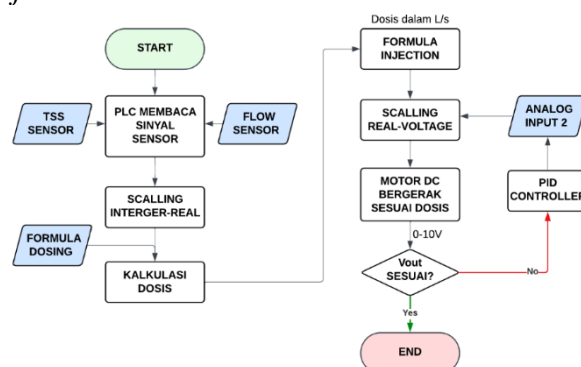 START
TSS
SENSOR
PLC MEMBACA
SINYAL
SENSOR
FLOW
SENSOR
SCALLING
INTERGER-REAL
FORMULA
DOSING
KALKULASI
DOSIS
Dosis dalam L/s
FORMULA
INJECTION
SCALLING
REAL-VOLTAGE
ANALOG
INPUT 2
MOTOR DC
BERGERAK
SESUAI DOSIS
PID
CONTROLLER
0-10V
Vout
SESUAI?
No
Yes
END